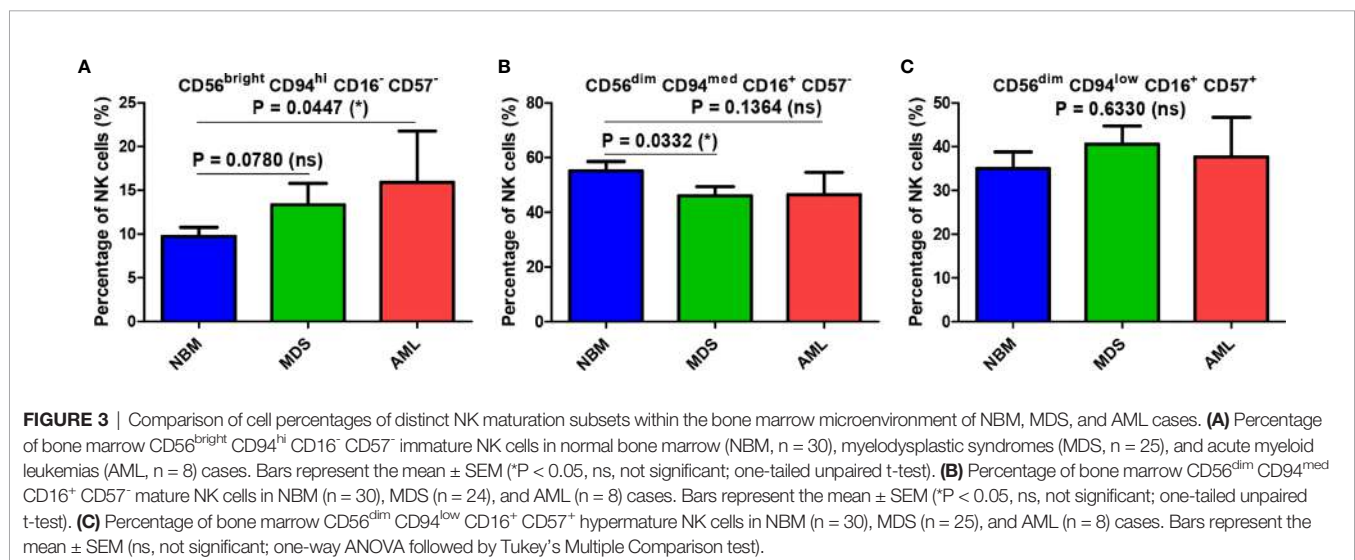 A
CD56bright CD94hi CD16- CD57-
P = 0.0447 (*)
P = 0.0780 (ns)
Percentage of NK cells (%)
25
20
15
10
5
0
NBM
MDS
AML
B
CD56dim CD94med CD16+ CD57-
P = 0.1364 (ns)
P = 0.0332 (*)
Percentage of NK cells (%)
80
60
40
20
0
NBM
MDS
AML
C
CD56dim CD94low CD16+ CD57+
P = 0.6330 (ns)
Percentage of NK cells (%)
50
40
30
20
10
0
NBM
MDS
AML
FIGURE 3 | Comparison of cell percentages of distinct NK maturation subsets within the bone marrow microenvironment of NBM, MDS, and AML cases. (A) Percentage
of bone marrow CD56bright CD94hi CD16- CD57- immature NK cells in normal bone marrow (NBM, n = 30), myelodysplastic syndromes (MDS, n = 25), and acute myeloid
leukemias (AML, n = 8) cases. Bars represent the mean ± SEM (*P < 0.05, ns, not significant; one-tailed unpaired t-test). (B) Percentage of bone marrow CD56dim CD94med
CD16+ CD57- mature NK cells in NBM (n = 30), MDS (n = 24), and AML (n = 8) cases. Bars represent the mean ± SEM (*P < 0.05, ns, not significant; one-tailed unpaired
t-test). (C) Percentage of bone marrow CD56dim CD94low CD16+ CD57+ hypermature NK cells in NBM (n = 30), MDS (n = 25), and AML (n = 8) cases. Bars represent the
mean ± SEM (ns, not significant; one-way ANOVA followed by Tukey's Multiple Comparison test).